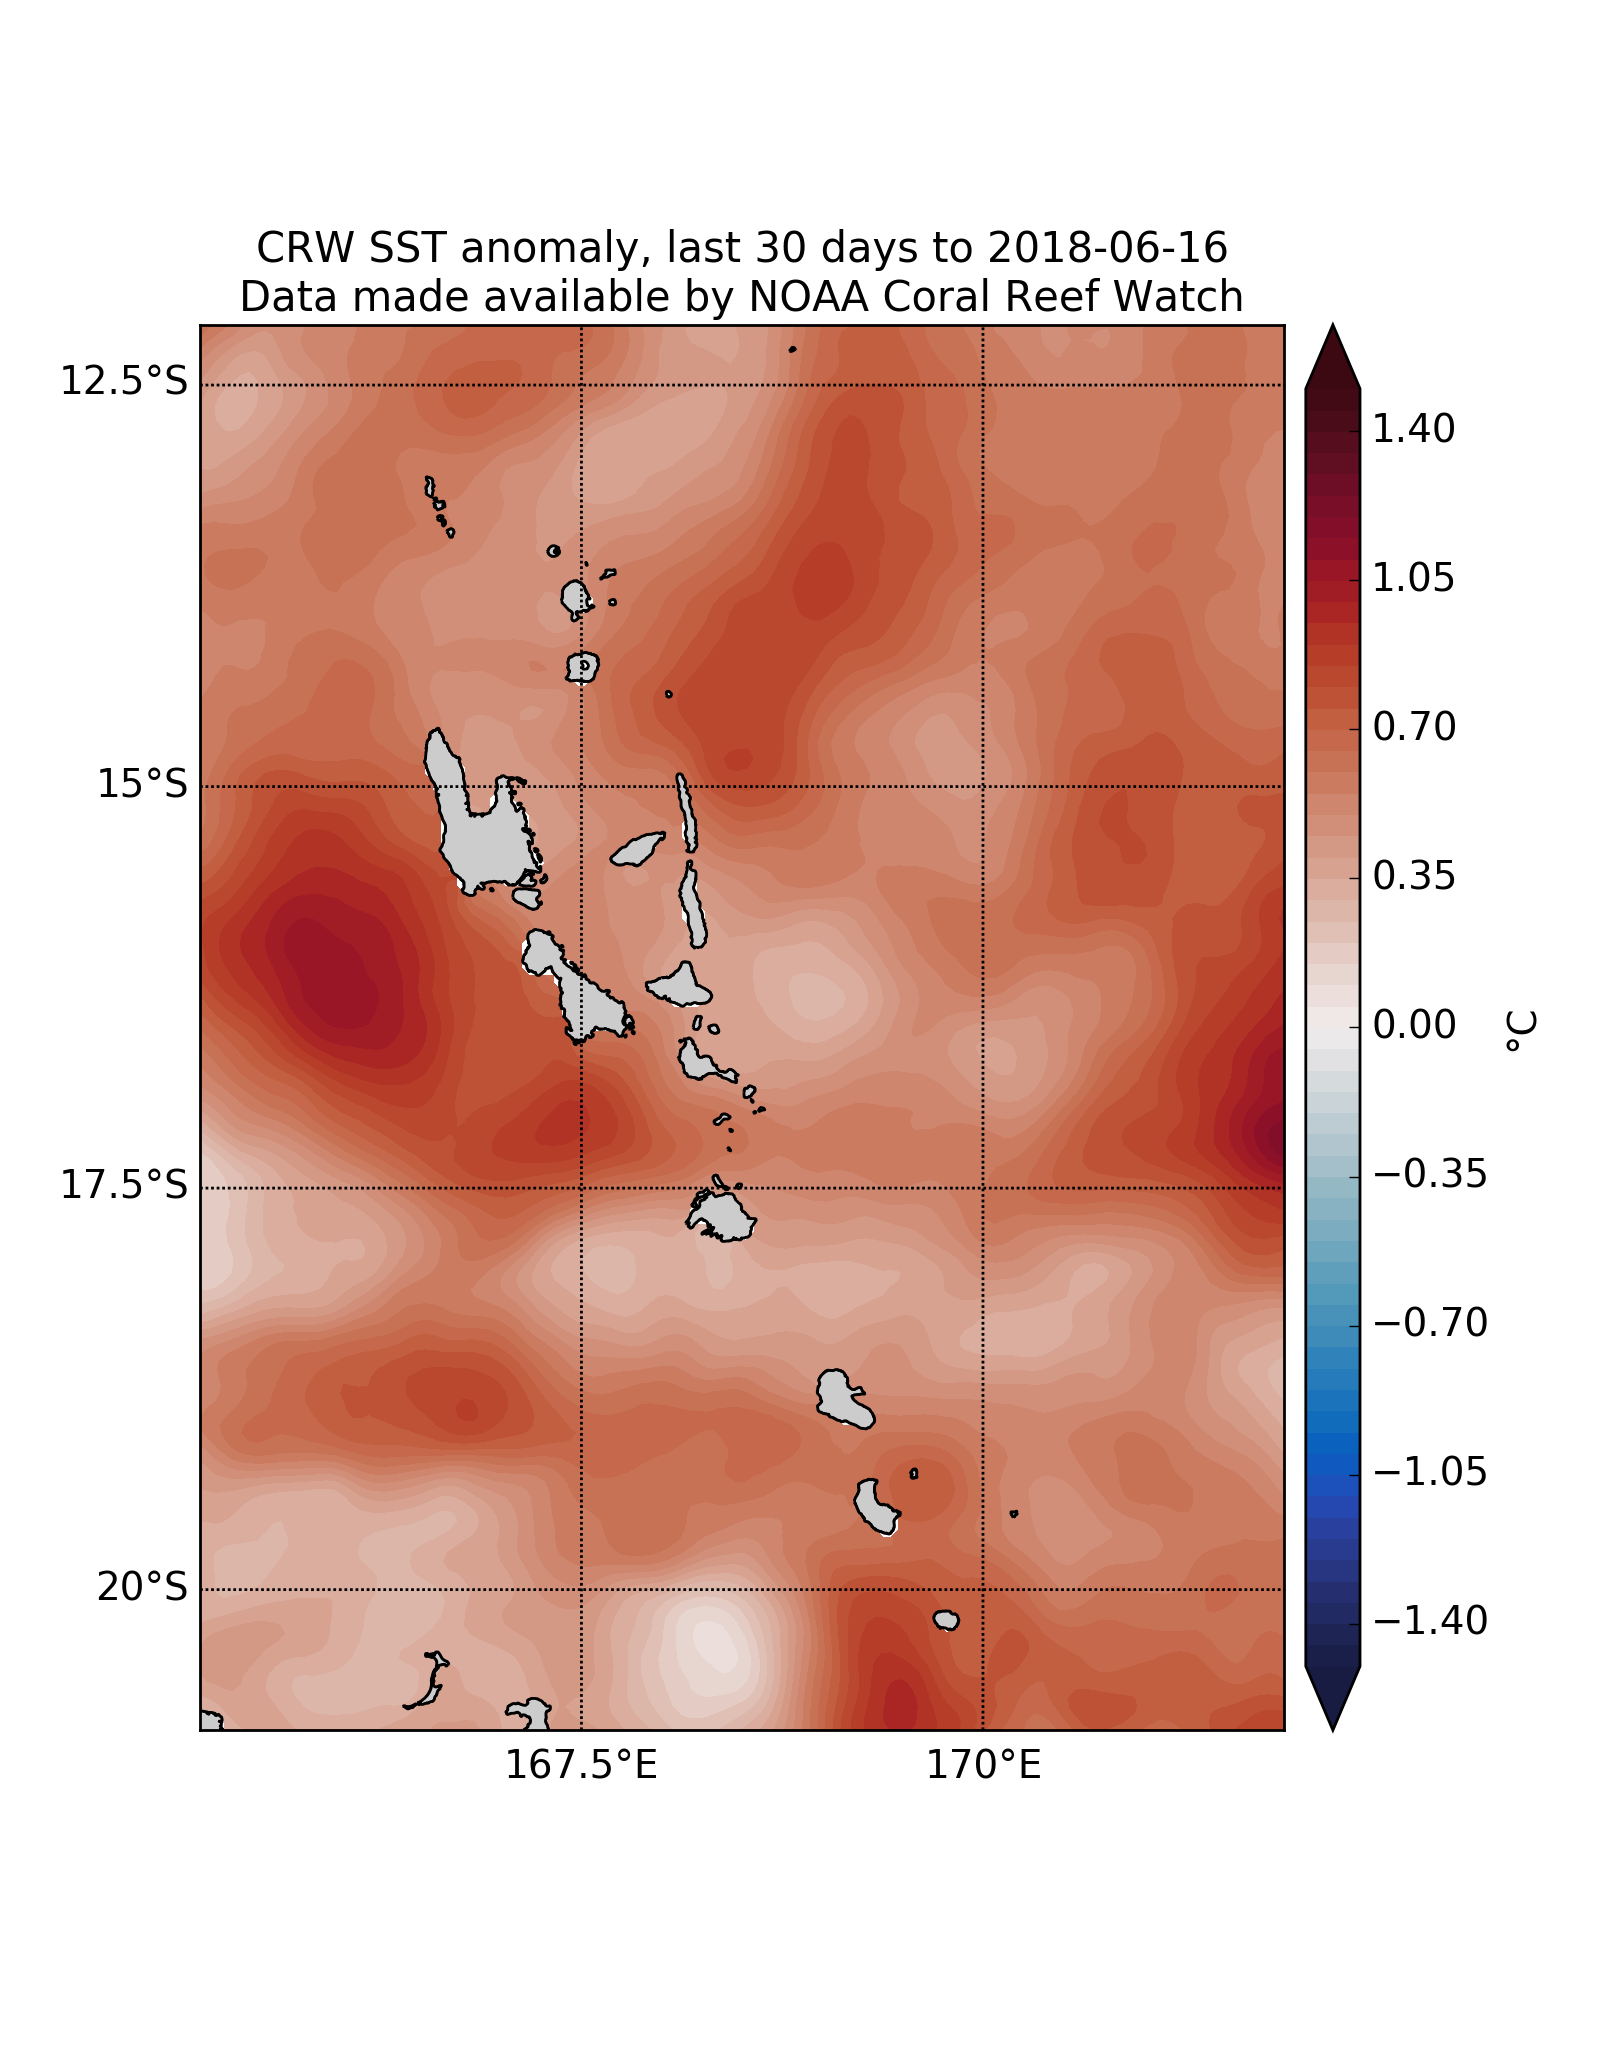 CRW SST anomaly, last 30 days to 2018-06-16
Data made available by NOAA Coral Reef Watch
12.5°S
15°S
17.5°S
20°S
167.5°E
170°E
1.40
1.05
0.70
0.35
0.00
−0.35
−0.70
−1.05
−1.40
°C